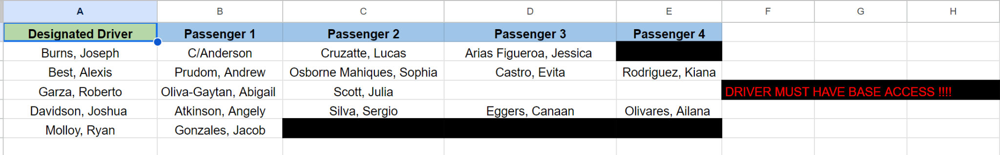 A B C D E F G H
Designated Driver Passenger 1 Passenger 2 Passenger 3 Passenger 4
Burns, Joseph C/Anderson Cruzatte, Lucas Arias Figueroa, Jessica
Best, Alexis Prudom, Andrew Osborne Mahiques, Sophia Castro, Evita Rodriguez, Kiana
Garza, Roberto Oliva-Gaytan, Abigail Scott, Julia DRIVER MUST HAVE BASE ACCESS !!!!
Davidson, Joshua Atkinson, Angely Silva, Sergio Eggers, Canaan Olivares, Ailana
Molloy, Ryan Gonzales, Jacob